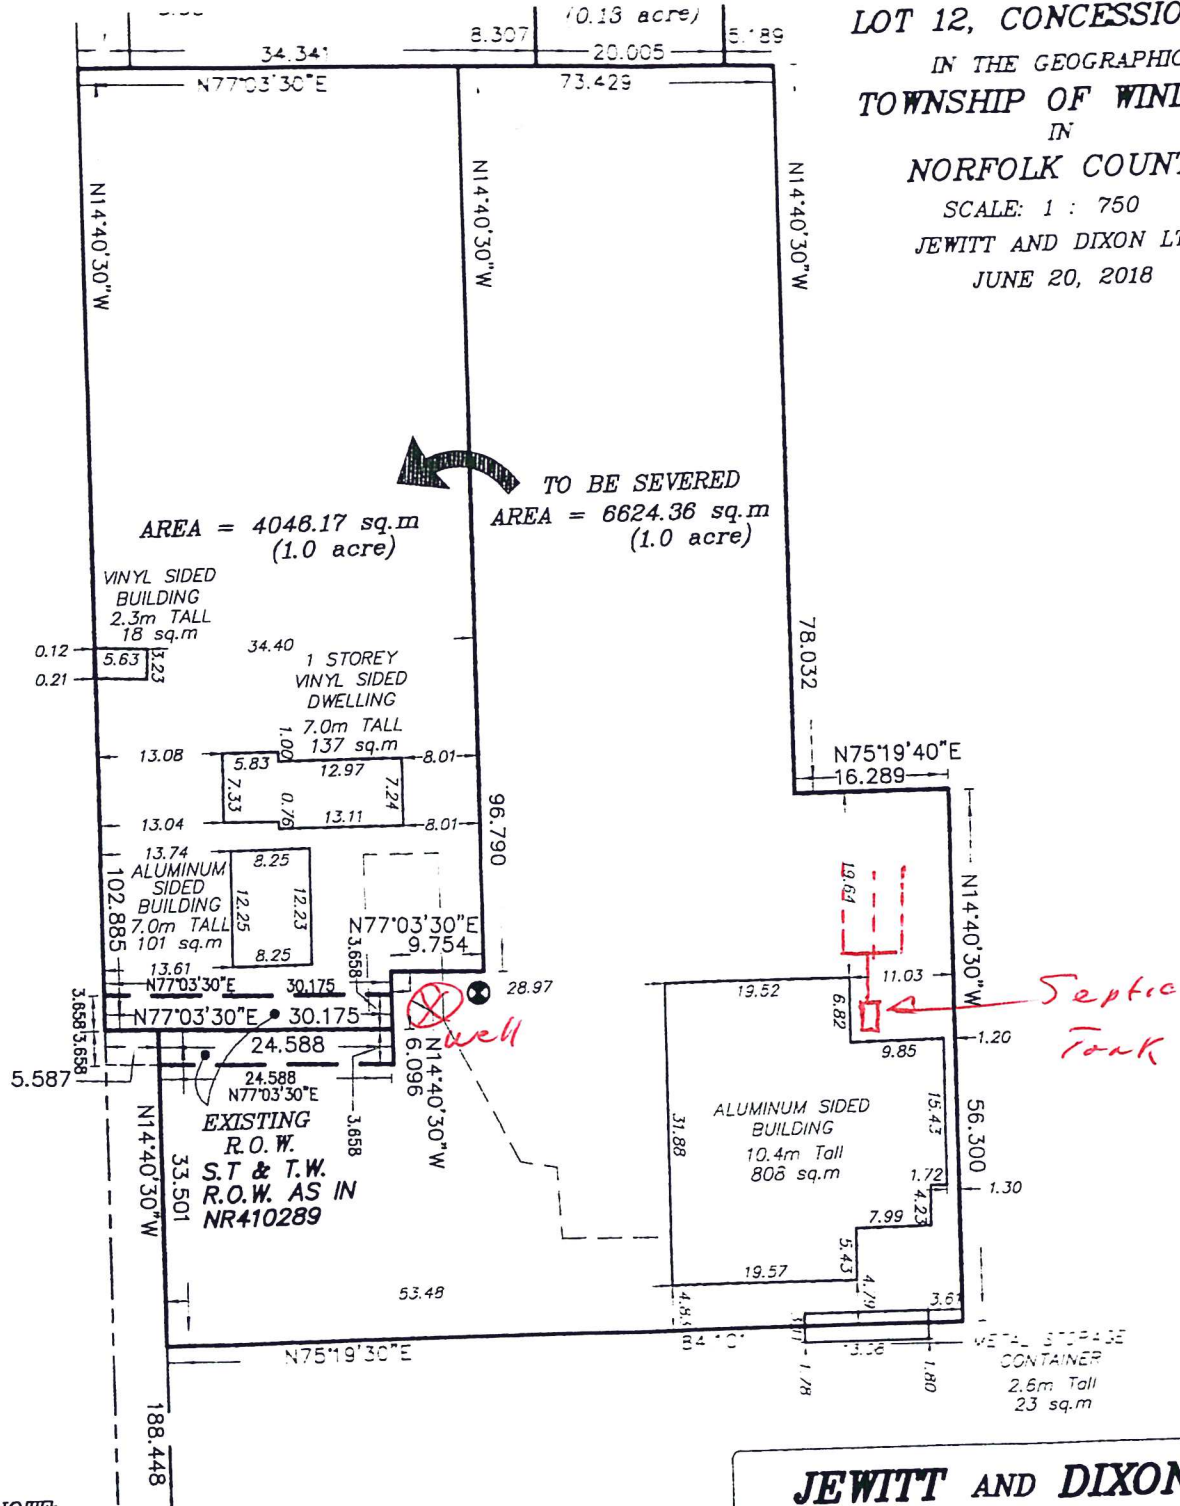 (0.13 acre)
34.341
8.307
20.005
5.189
N77°03'30"E
73.429
LOT 12, CONCESSIO
IN THE GEOGRAPHIC
TOWNSHIP OF WIND
IN
NORFOLK COUNT
SCALE: 1 : 750
JEWITT AND DIXON LT
JUNE 20, 2018
N14°40'30"W
N14°40'30"W
N14°40'30"W
TO BE SEVERED
AREA = 6624.36 sq.m
(1.0 acre)
AREA = 4046.17 sq.m
(1.0 acre)
VINYL SIDED
BUILDING
2.3m TALL
18 sq.m
0.12
5.63
3.23
0.21
34.40
1 STOREY
VINYL SIDED
DWELLING
7.0m TALL
137 sq.m
78.032
13.08
5.83
1.00
12.97
8.01
7.33
7.24
0.76
13.04
13.11
8.01
96.790
N75°19'40"E
16.289
13.74
8.25
ALUMINUM
SIDED
BUILDING
7.0m TALL
101 sq.m
12.25
12.23
8.25
13.61
102.885
N77°03'30"E
9.754
3.658
19.64
N14°40'30"W
N77°03'30"E 30.175
N77°03'30"E 30.175
3.658
3.658
28.97
well
19.52
6.82
11.03
Septic
Tank
9.85
1.20
24.588
5.587
24.588
N77°03'30"E
6.096
N14°40'30"W
3.658
EXISTING
R.O.W.
S.T & T.W.
R.O.W. AS IN
NR410289
N14°40'30"W
33.501
31.88
ALUMINUM SIDED
BUILDING
10.4m Tall
808 sq.m
15.43
56.300
1.72
1.30
4.23
7.99
5.43
19.57
4.79
53.48
3.61
N75°19'30"E
METAL STORAGE
CONTAINER
2.6m Tall
23 sq.m
1.78
1.80
188.448
JEWITT AND DIXON